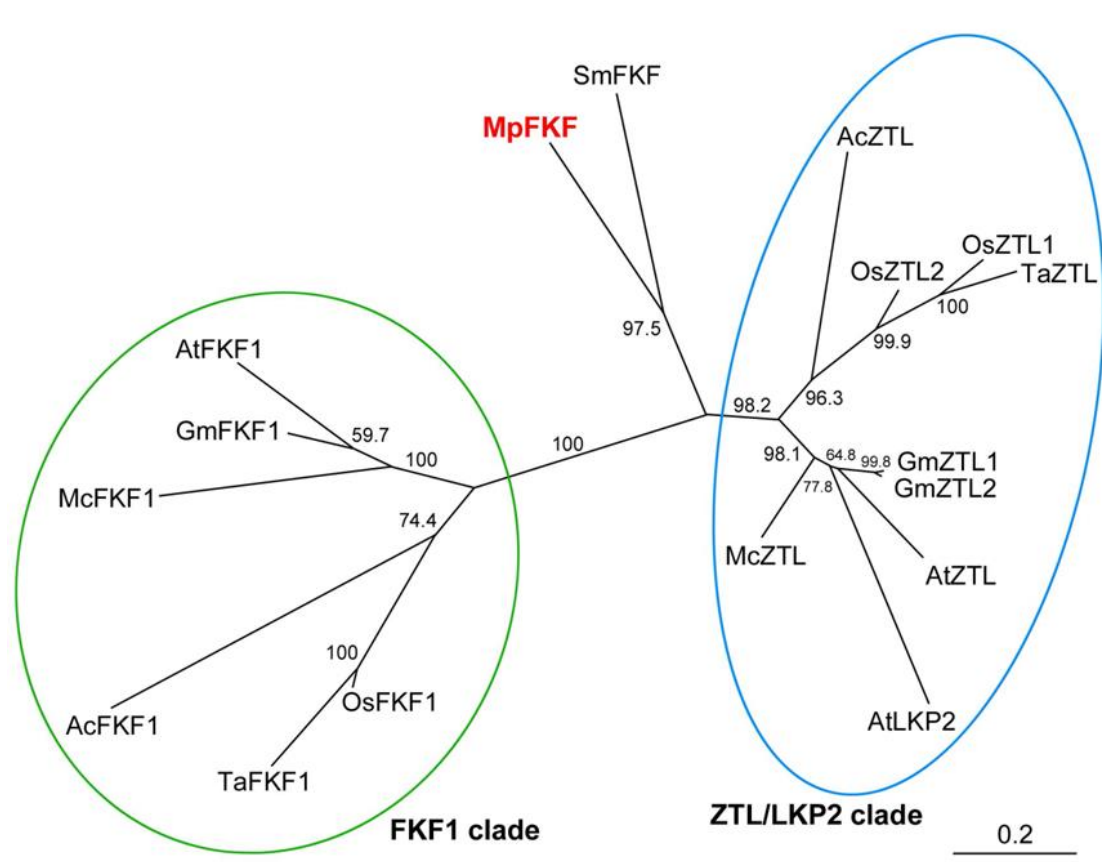 SmFKF
MpFKF
AcZTL
OsZTL1
OsZTL2
TaZTL
100
97.5
99.9
AtFKF1
96.3
98.2
GmFKF1
59.7
100
100
98.1
64.8
99.8
GmZTL1
McFKF1
77.8
GmZTL2
74.4
McZTL
AtZTL
100
OsFKF1
AcFKF1
AtLKP2
TaFKF1
FKF1 clade
ZTL/LKP2 clade
0.2